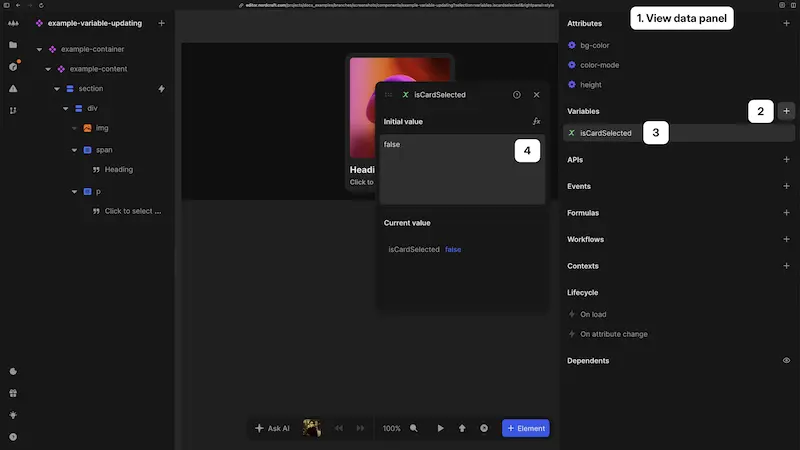 editor.nordcraft.com/projects/docs_examples/branches/screenshots/components/example-variable-updating?selection=variables.iscardselected&rightpanel=style
example-variable-updating
example-container
example-content
section
div
img
span
Heading
p
Click to select ...
Headi
Click to
isCardSelected
Initial value
fx
false
4
Current value
isCardSelected false
Ask AI
100%
+ Element
1. View data panel
Attributes
bg-color
color-mode
height
Variables
2
isCardSelected
3
APIs
Events
Formulas
Workflows
Contexts
Lifecycle
On load
On attribute change
Dependents